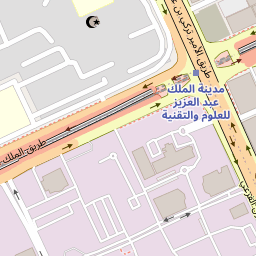 طريق الأمير تركي بن ع
مدينة الملك
عبد العزيز
للعلوم والتقنية
طريق الملك